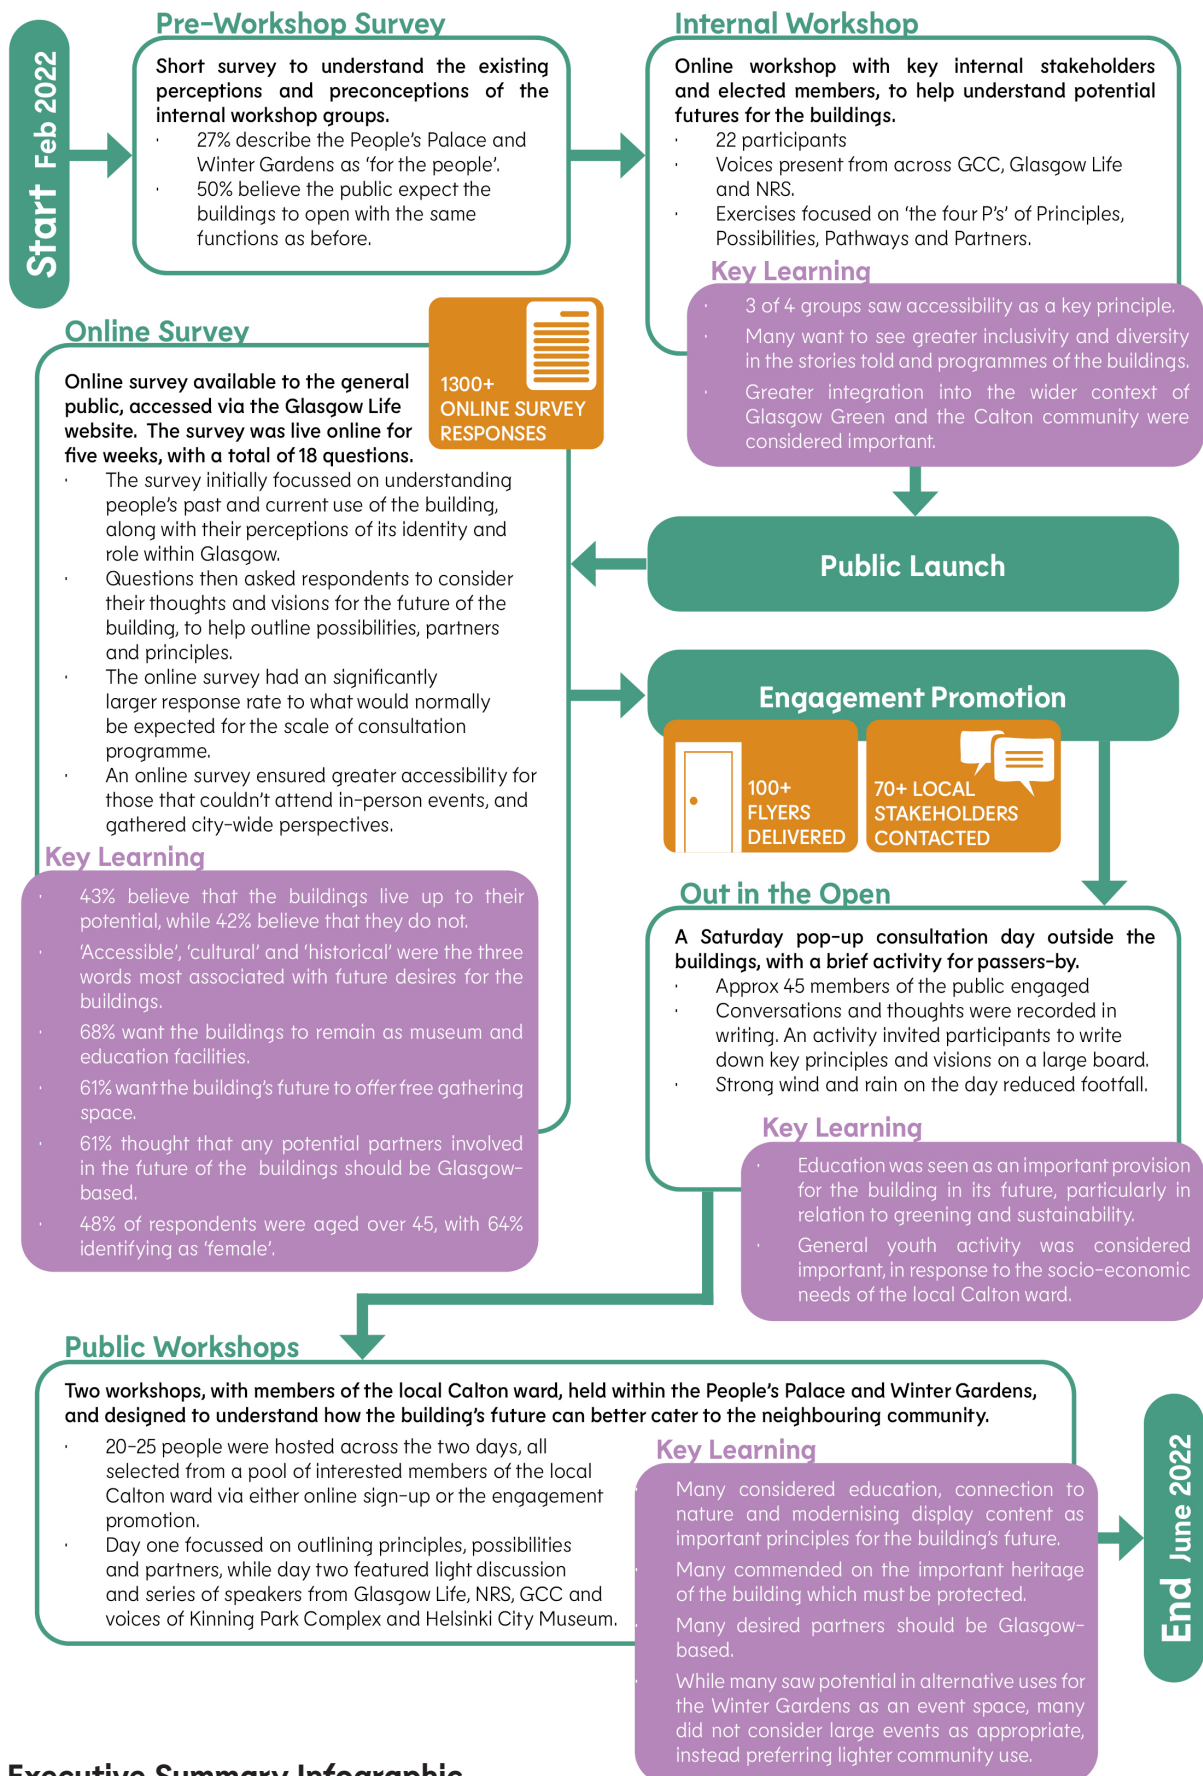 Start Feb 2022
Pre-Workshop Survey
Short survey to understand the existing
perceptions and preconceptions of the
internal workshop groups.
· 27% describe the People's Palace and
Winter Gardens as 'for the people'.
· 50% believe the public expect the
buildings to open with the same
functions as before.
Internal Workshop
Online workshop with key internal stakeholders
and elected members, to help understand potential
futures for the buildings.
· 22 participants
· Voices present from across GCC, Glasgow Life
and NRS.
· Exercises focused on 'the four P's' of Principles,
Possibilities, Pathways and Partners.
Key Learning
· 3 of 4 groups saw accessibility as a key principle.
· Many want to see greater inclusivity and diversity
in the stories told and programmes of the buildings.
· Greater integration into the wider context of
Glasgow Green and the Calton community were
considered important.
Public Launch
Online Survey
1300+
ONLINE SURVEY
RESPONSES
Online survey available to the general
public, accessed via the Glasgow Life
website. The survey was live online for
five weeks, with a total of 18 questions.
· The survey initially focussed on understanding
people's past and current use of the building,
along with their perceptions of its identity and
role within Glasgow.
· Questions then asked respondents to consider
their thoughts and visions for the future of the
building, to help outline possibilities, partners
and principles.
· The online survey had an significantly
larger response rate to what would normally
be expected for the scale of consultation
programme.
· An online survey ensured greater accessibility for
those that couldn't attend in-person events, and
gathered city-wide perspectives.
Key Learning
· 43% believe that the buildings live up to their
potential, while 42% believe that they do not.
· 'Accessible', 'cultural' and 'historical' were the three
words most associated with future desires for the
buildings.
· 68% want the buildings to remain as museum and
education facilities.
· 61% want the building's future to offer free gathering
space.
· 61% thought that any potential partners involved
in the future of the buildings should be Glasgow-
based.
· 48% of respondents were aged over 45, with 64%
identifying as 'female'.
Engagement Promotion
100+
FLYERS
DELIVERED
70+ LOCAL
STAKEHOLDERS
CONTACTED
Out in the Open
A Saturday pop-up consultation day outside the
buildings, with a brief activity for passers-by.
· Approx 45 members of the public engaged
· Conversations and thoughts were recorded in
writing. An activity invited participants to write
down key principles and visions on a large board.
· Strong wind and rain on the day reduced footfall.
Key Learning
· Education was seen as an important provision
for the building in its future, particularly in
relation to greening and sustainability.
· General youth activity was considered
important, in response to the socio-economic
needs of the local Calton ward.
Public Workshops
Two workshops, with members of the local Calton ward, held within the People's Palace and Winter Gardens,
and designed to understand how the building's future can better cater to the neighbouring community.
· 20-25 people were hosted across the two days, all
selected from a pool of interested members of the local
Calton ward via either online sign-up or the engagement
promotion.
· Day one focussed on outlining principles, possibilities
and partners, while day two featured light discussion
and series of speakers from Glasgow Life, NRS, GCC and
voices of Kinning Park Complex and Helsinki City Museum.
Key Learning
· Many considered education, connection to
nature and modernising display content as
important principles for the building's future.
· Many commended on the important heritage
of the building which must be protected.
· Many desired partners should be Glasgow-
based.
· While many saw potential in alternative uses for
the Winter Gardens as an event space, many
did not consider large events as appropriate,
instead preferring lighter community use.
End June 2022
Executive Summary Infographic